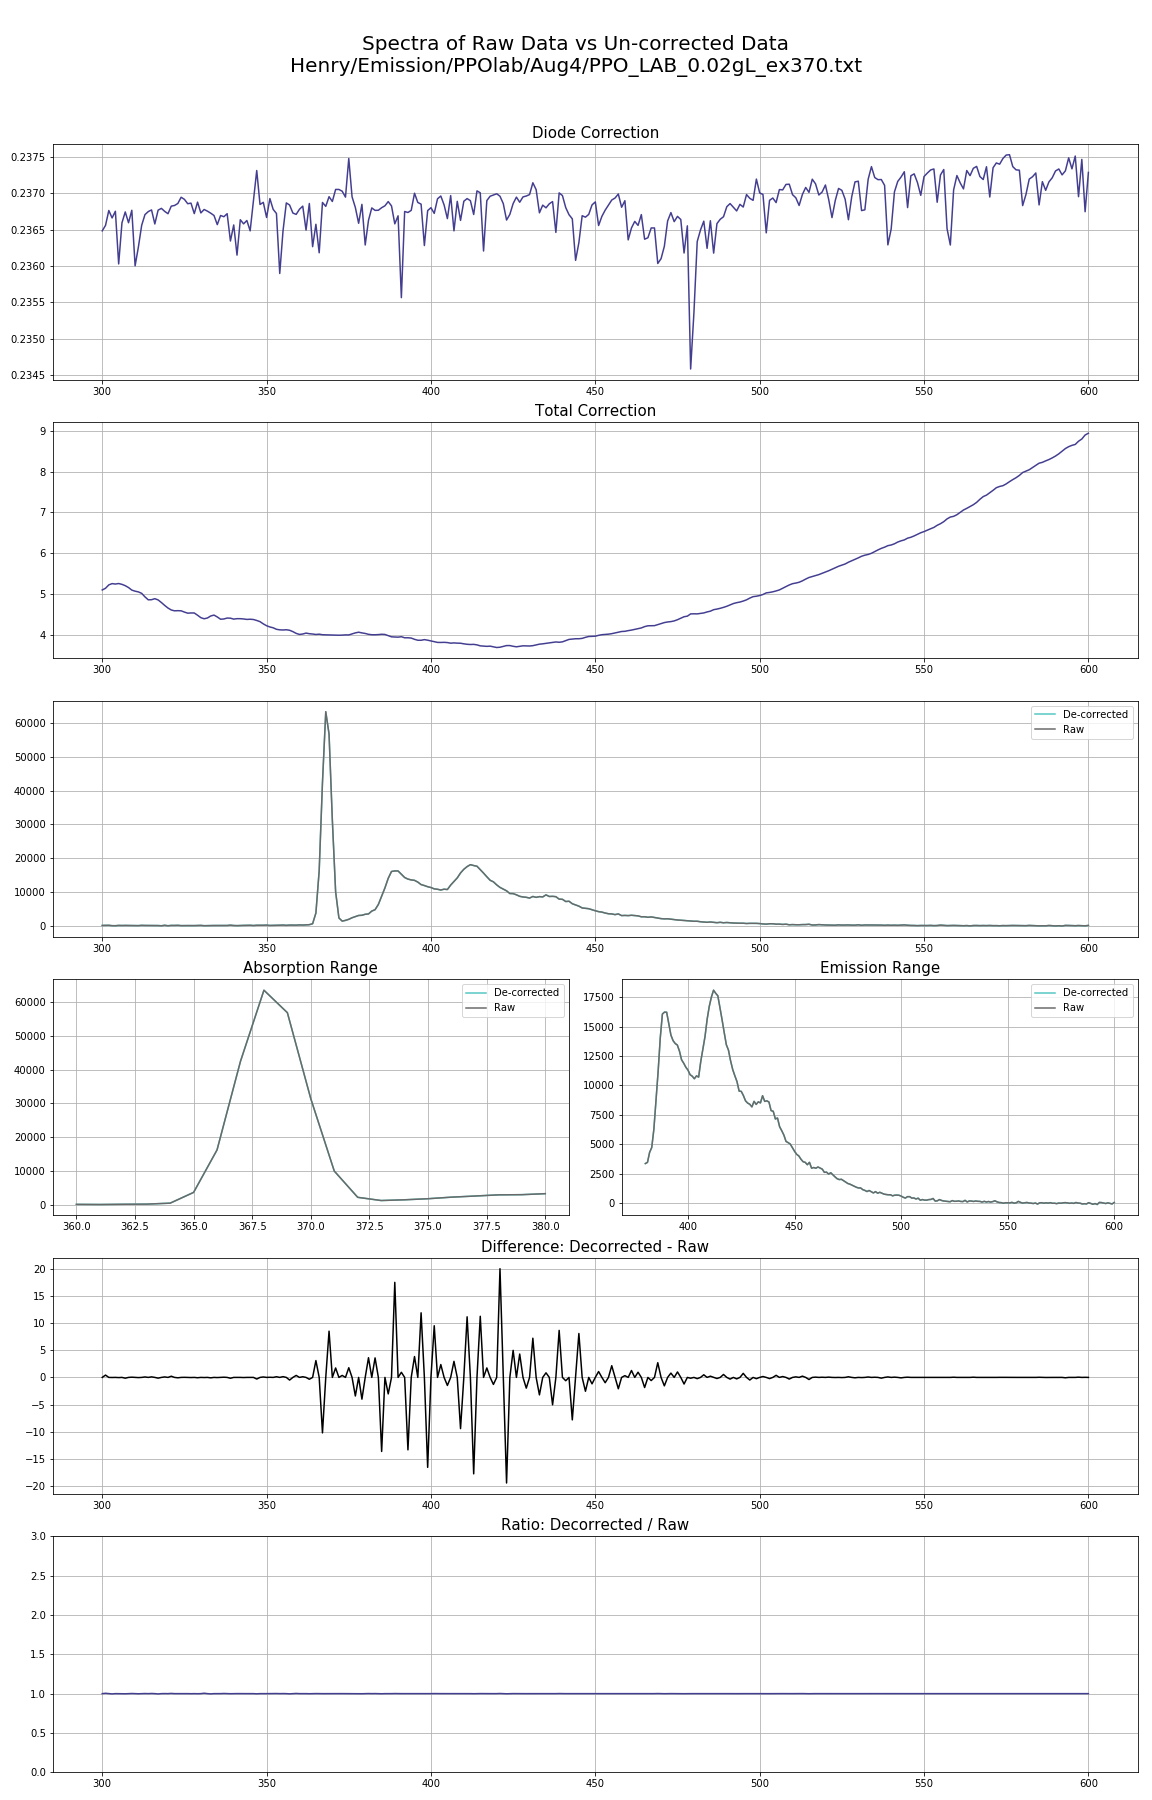 Spectra of Raw Data vs Un-corrected Data
Henry/Emission/PPOlab/Aug4/PPO_LAB_0.02gL_ex370.txt
Diode Correction
0.2375
0.2370
0.2365
0.2360
0.2355
0.2350
0.2345
300 350 400 450 500 550 600
Total Correction
9
8
7
6
5
4
300 350 400 450 500 550 600
De-corrected
Raw
60000
50000
40000
30000
20000
10000
0
300 350 400 450 500 550 600
Absorption Range
De-corrected
Raw
60000
50000
40000
30000
20000
10000
0
360.0 362.5 365.0 367.5 370.0 372.5 375.0 377.5 380.0
Emission Range
De-corrected
Raw
17500
15000
12500
10000
7500
5000
2500
0
400 450 500 550 600
Difference: Decorrected - Raw
20
15
10
5
0
−5
−10
−15
−20
300 350 400 450 500 550 600
Ratio: Decorrected / Raw
3.0
2.5
2.0
1.5
1.0
0.5
0.0
300 350 400 450 500 550 600